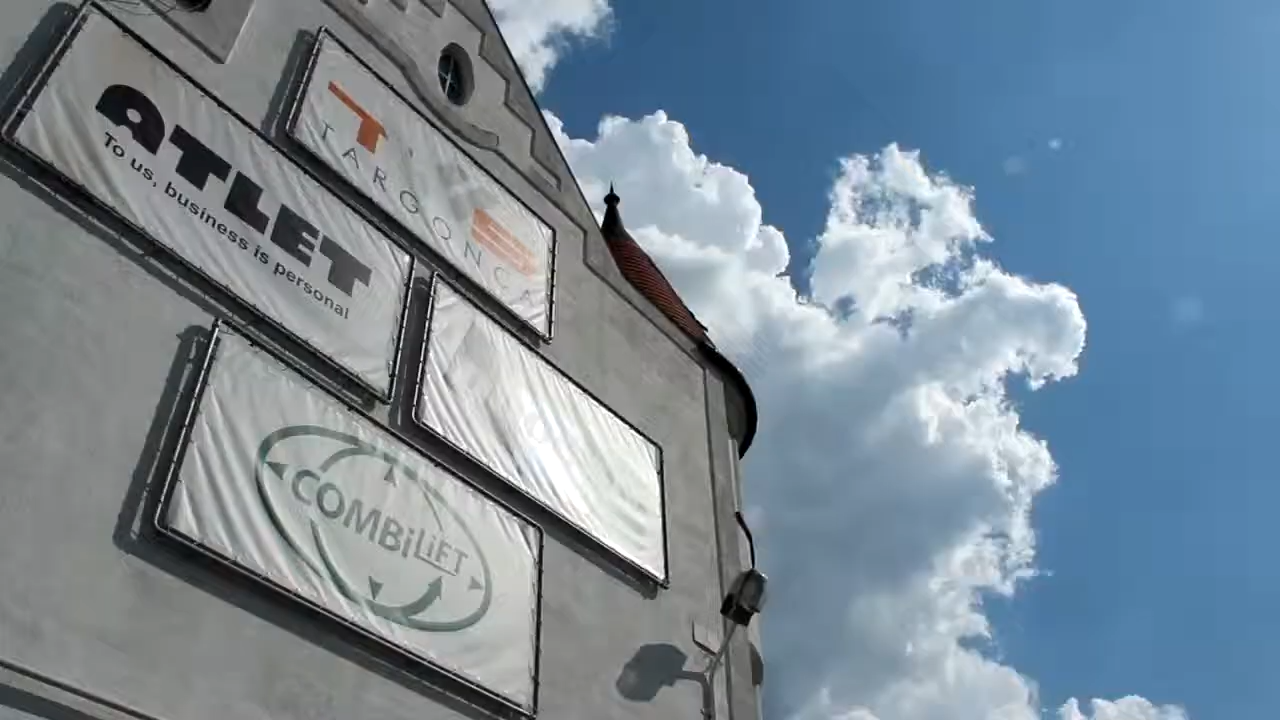 ATLET
To us, business is personal
TARGONCA
COMBiLiFT